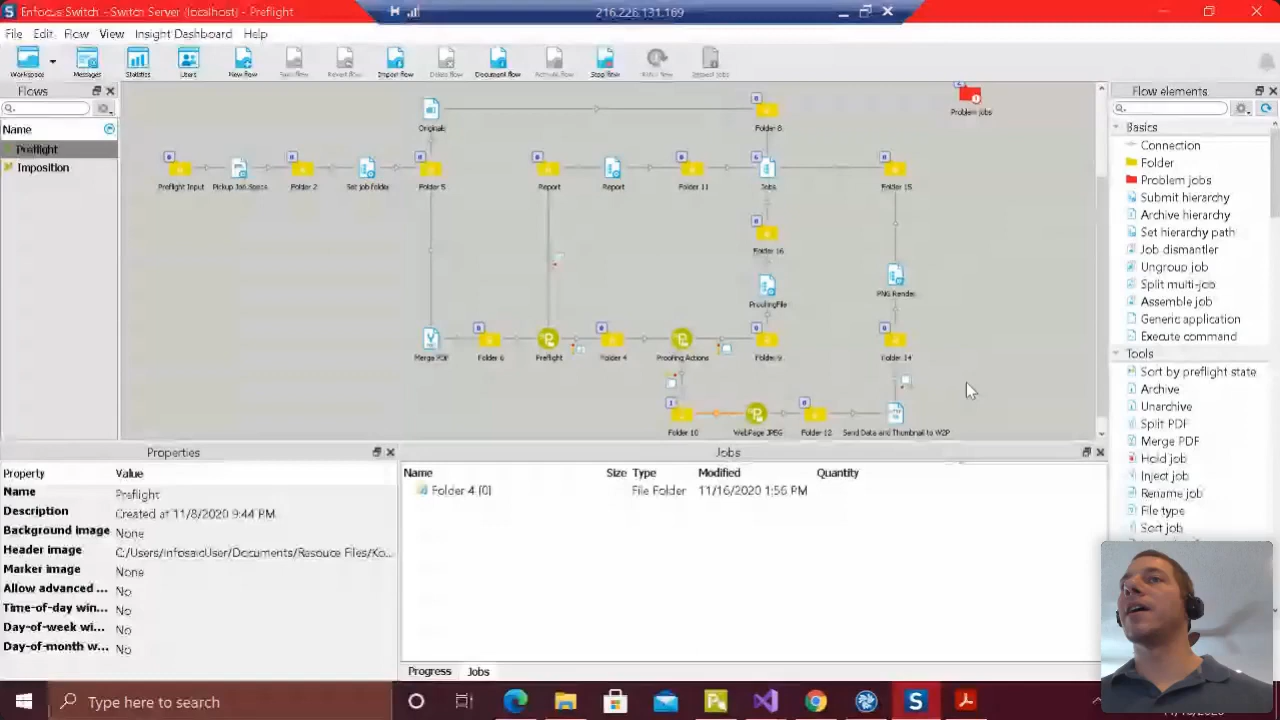 Enfocus Switch - Switch Server (localhost) - Preflight
216.226.131.169
File Edit Flow View Insight Dashboard Help
Workspace Messages Statistics Users New flow Import flow Document flow Stop flow
Flows
Name
Preflight
Imposition
Problem jobs
Originals
Folder 8
Preflight Input
Folder 2
Set job folder
Folder 5
Report
Report
Folder 11
Jobs
Folder 15
Folder 16
ProofingFile
PNG Render
Merge PDF
Folder 6
Preflight
Folder 4
Proofing Actions
Folder 9
Folder 14
Folder 10
WebPage JPEG
Folder 12
Send Data and Thumbnail to W2P
Flow elements
Basics
Connection
Folder
Problem jobs
Submit hierarchy
Archive hierarchy
Set hierarchy path
Job dismantler
Ungroup job
Split multi-job
Assemble job
Generic application
Execute command
Tools
Sort by preflight state
Archive
Unarchive
Split PDF
Merge PDF
Hold job
Inject job
Rename job
File type
Sort job
Properties
Property Value
Name Preflight
Description Created at 11/8/2020 9:44 PM.
Background image None
Header image C:/Users/InfosaicUser/Documents/Resouce Files/Ko...
Marker image None
Allow advanced ... No
Time-of-day win... No
Day-of-week wi... No
Day-of-month w... No
Jobs
Name Size Type Modified Quantity
Folder 4 (0) File Folder 11/16/2020 1:56 PM
Progress Jobs
Type here to search